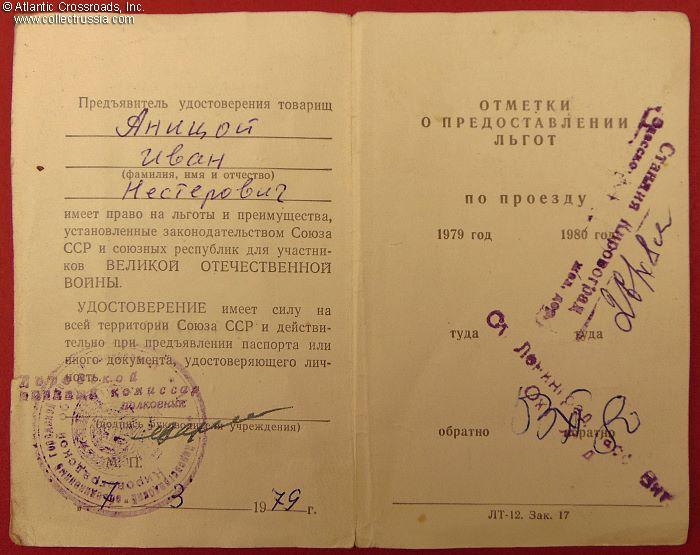 © Atlantic Crossroads, Inc.
www.collectrussia.com
Предъявитель удостоверения товарищ
Аницой
Иван
(фамилия, имя и отчество)
Нестерович
имеет право на льготы и преимущества,
установленные законодательством Союза
ССР и союзных республик для участни-
ков ВЕЛИКОЙ ОТЕЧЕСТВЕННОЙ
ВОЙНЫ.
УДОСТОВЕРЕНИЕ имеет силу на
всей территории Союза ССР и действи-
тельно при предъявлении паспорта или
иного документа, удостоверяющего лич-
ность.
Городской
военный комиссар
полковник
(подпись руководителя учреждения)
М. П.
" 7 " 3 1979 г.
ОТМЕТКИ
О ПРЕДОСТАВЛЕНИИ
ЛЬГОТ
по проезду
1979 год 1980 год
Станция Кировоград
туда туда
обратно обратно
ЛТ-12. Зак. 17